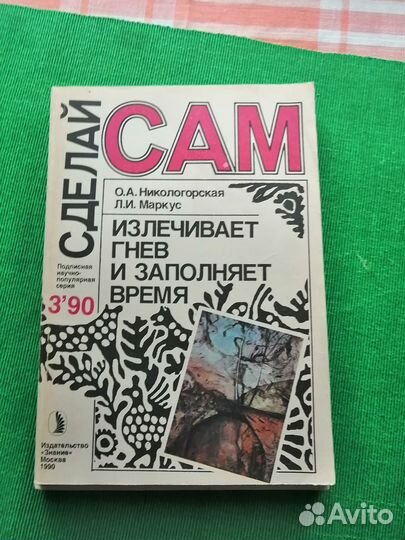 СДЕЛАЙ
САМ
О.А. Никологорская
Л.И. Маркус
ИЗЛЕЧИВАЕТ
ГНЕВ
И ЗАПОЛНЯЕТ
ВРЕМЯ
Подписная
научно-
популярная
серия
3'90
Издательство
«Знание»
Москва
1990
Avito